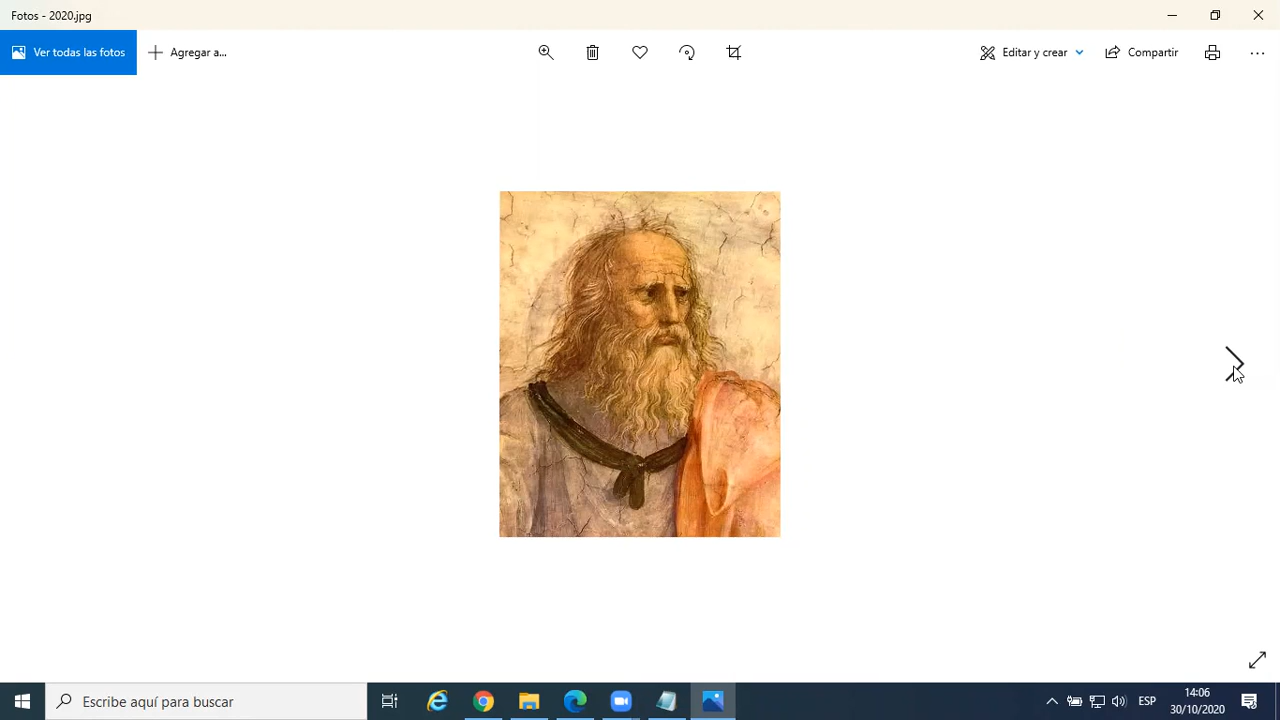 Fotos - 2020.jpg
Ver todas las fotos
Agregar a...
Editar y crear
Compartir
Escribe aquí para buscar
ESP
14:06
30/10/2020